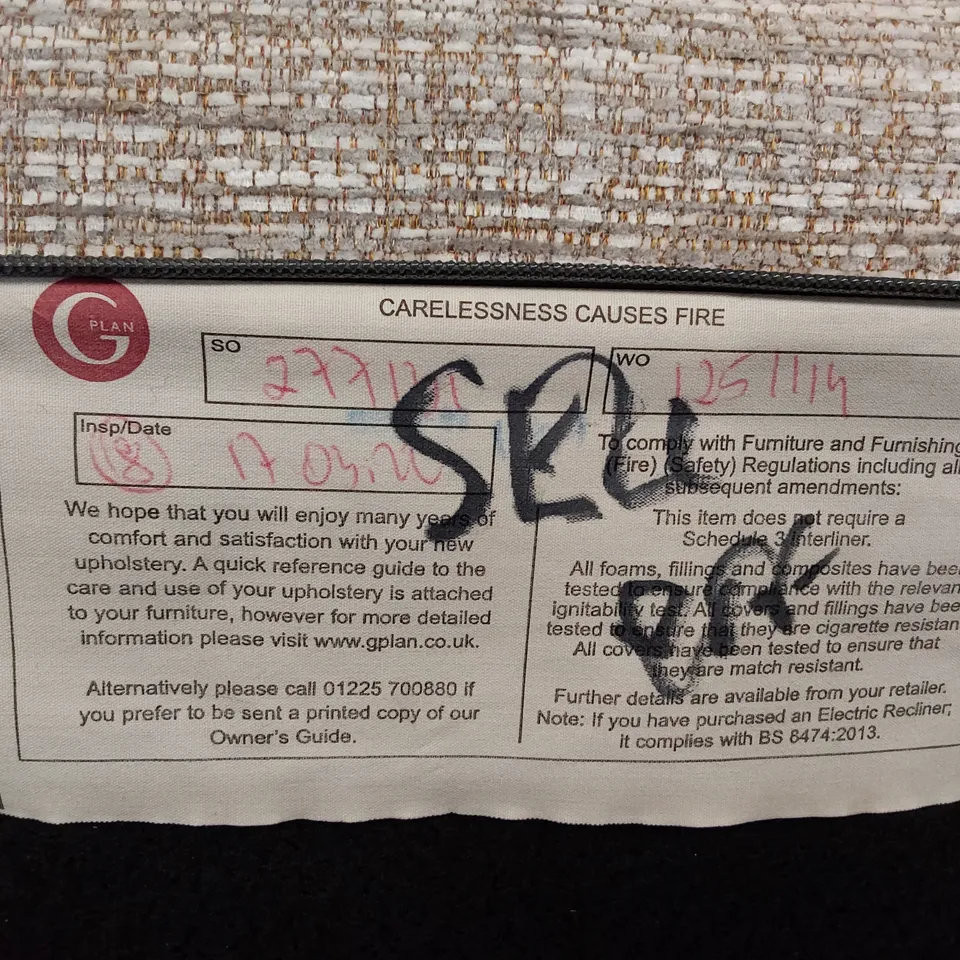 G PLAN
CARELESSNESS CAUSES FIRE
SO
WO 1251114
Insp/Date 18 17 03.20
SEU
We hope that you will enjoy many years of
comfort and satisfaction with your new
upholstery. A quick reference guide to the
care and use of your upholstery is attached
to your furniture, however for more detailed
information please visit www.gplan.co.uk.
Alternatively please call 01225 700880 if
you prefer to be sent a printed copy of our
Owner's Guide.
To comply with Furniture and Furnishing
(Fire) (Safety) Regulations including all
subsequent amendments:
This item does not require a
Schedule 3 Interliner.
All foams, fillings and composites have bee
tested to ensure compliance with the relevan
ignitability test. All covers and fillings have bee
tested to ensure that they are cigarette resistan
All covers have been tested to ensure that
they are match resistant.
Further details are available from your retailer.
Note: If you have purchased an Electric Recliner,
it complies with BS 8474:2013.